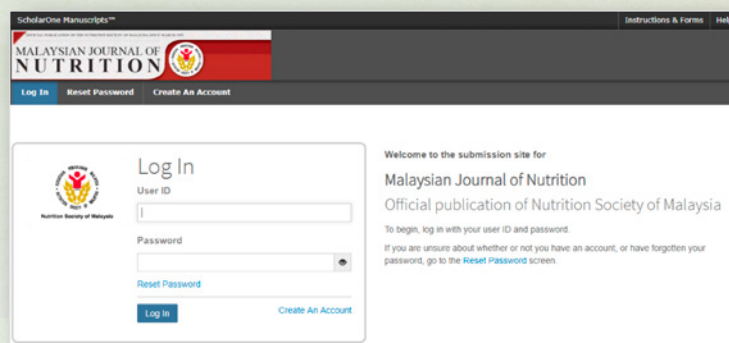 ScholarOne Manuscripts™
Instructions & Forms
Help
MALAYSIAN JOURNAL OF
NUTRITION
Log In
Reset Password
Create An Account
Log In
User ID
Password
Reset Password
Log In
Create An Account
Nutrition Society of Malaysia
Welcome to the submission site for
Malaysian Journal of Nutrition
Official publication of Nutrition Society of Malaysia
To begin, log in with your user ID and password.
If you are unsure about whether or not you have an account, or have forgotten your
password, go to the Reset Password screen.